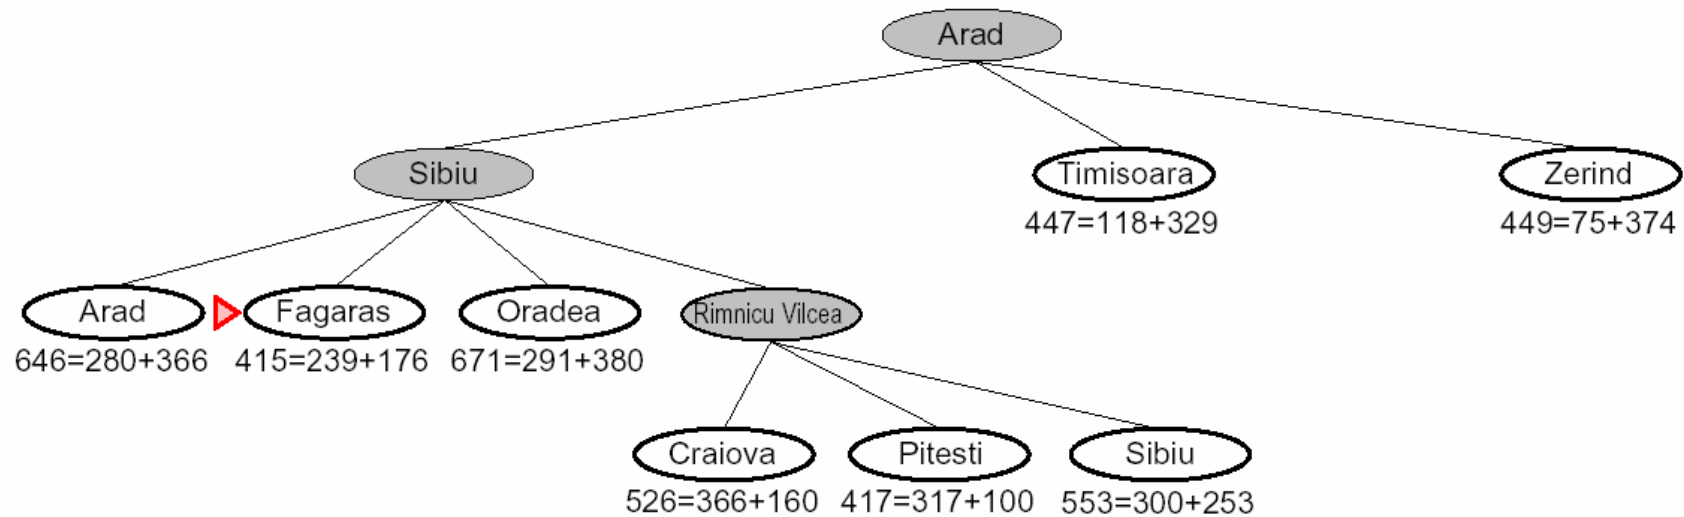 Arad
Sibiu
Timisoara
Zerind
447=118+329
449=75+374
Arad
Fagaras
Oradea
Rimnicu Vilcea
646=280+366
415=239+176
671=291+380
Craiova
Pitesti
Sibiu
526=366+160
417=317+100
553=300+253